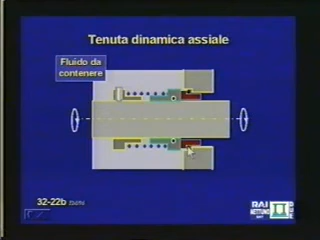 Tenuta dinamica assiale
Fluido da
contenere
32-22b
RAI